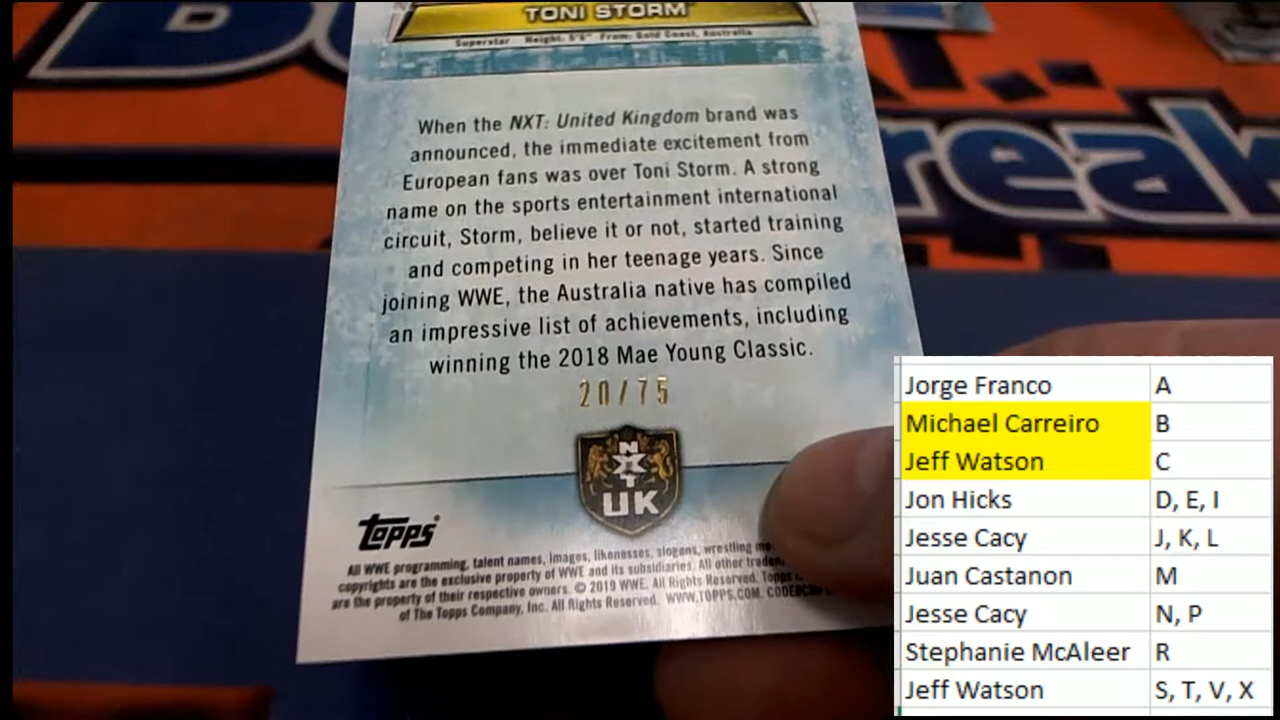 TONI STORM
Superstar Height: 5'5" From: Gold Coast, Australia
When the NXT: United Kingdom brand was
announced, the immediate excitement from
European fans was over Toni Storm. A strong
name on the sports entertainment international
circuit, Storm, believe it or not, started training
and competing in her teenage years. Since
joining WWE, the Australia native has compiled
an impressive list of achievements, including
winning the 2018 Mae Young Classic.
20/75
NXT
UK
Topps
All WWE programming, talent names, images, likenesses, slogans, wrestling
copyrights are the exclusive property of WWE and its subsidiaries. All other
are the property of their respective owners. © 2019 WWE. All Rights Reserved. Topps
of The Topps Company, Inc. All Rights Reserved. WWW.TOPPS.COM.
Jorge Franco A
Michael Carreiro B
Jeff Watson C
Jon Hicks D, E, I
Jesse Cacy J, K, L
Juan Castanon M
Jesse Cacy N, P
Stephanie McAleer R
Jeff Watson S, T, V, X